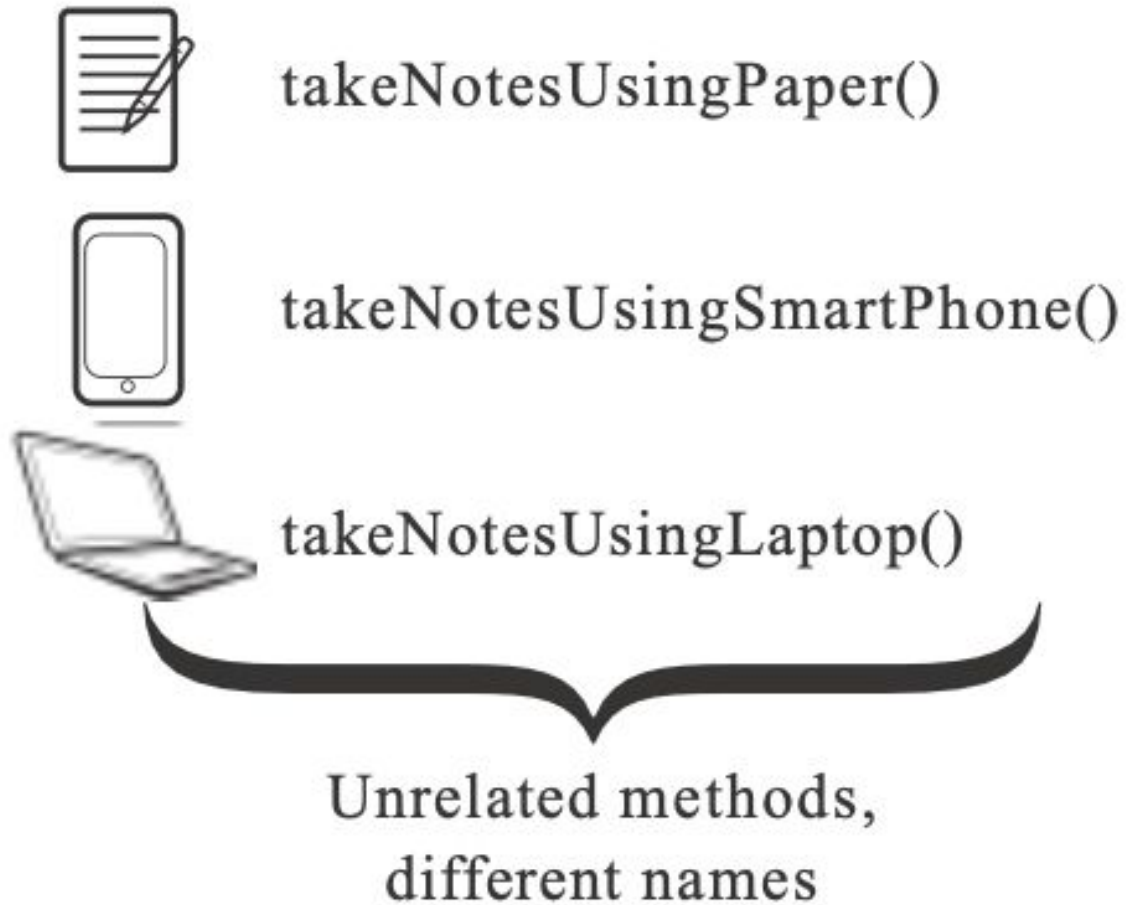 takeNotesUsingPaper()
takeNotesUsingSmartPhone()
takeNotesUsingLaptop()
Unrelated methods,
different names